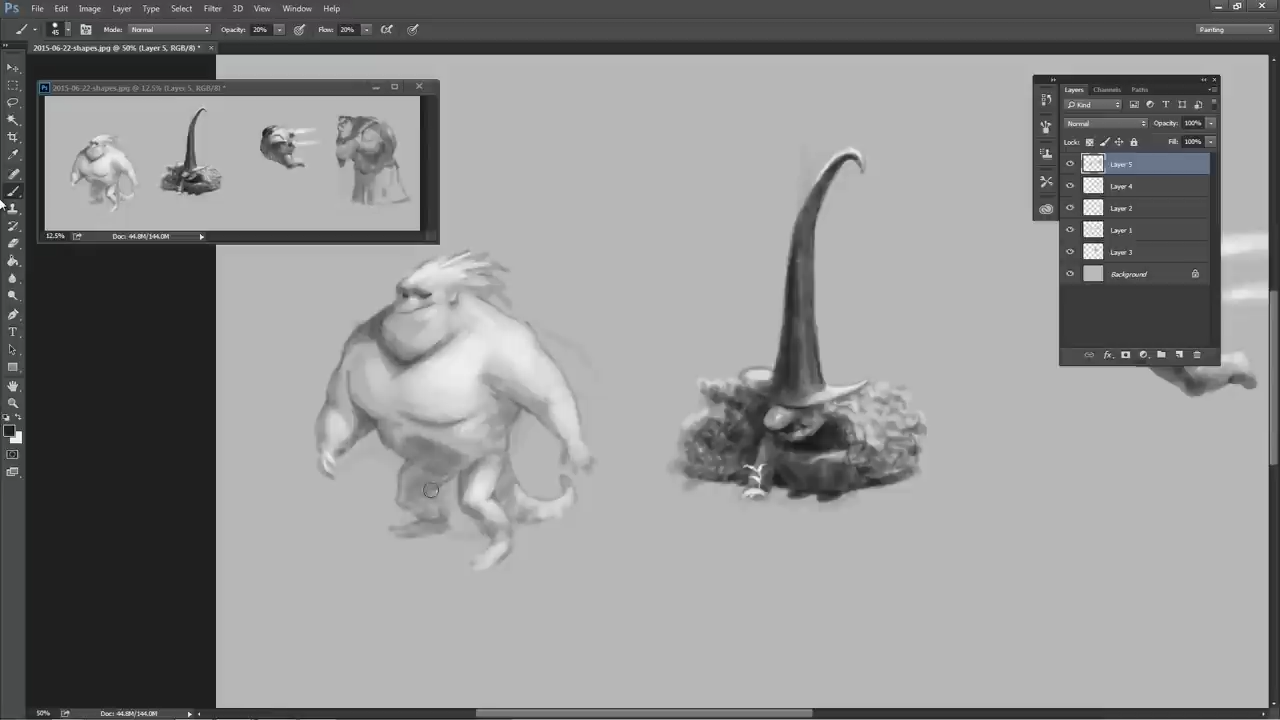 Ps File Edit Image Layer Type Select Filter 3D View Window Help
45 Mode: Normal Opacity: 20% Flow: 20% Painting
2015-06-22-shapes.jpg @ 50% (Layer 5, RGB/8) * ×
Ps 2015-06-22-shapes.jpg @ 12.5% (Layer 5, RGB/8) *
12.5% Doc: 44.8M/144.0M
Layers Channels Paths
Kind
Normal Opacity: 100%
Lock: Fill: 100%
Layer 5
Layer 4
Layer 2
Layer 1
Layer 3
Background
T
50% Doc: 44.8M/144.0M